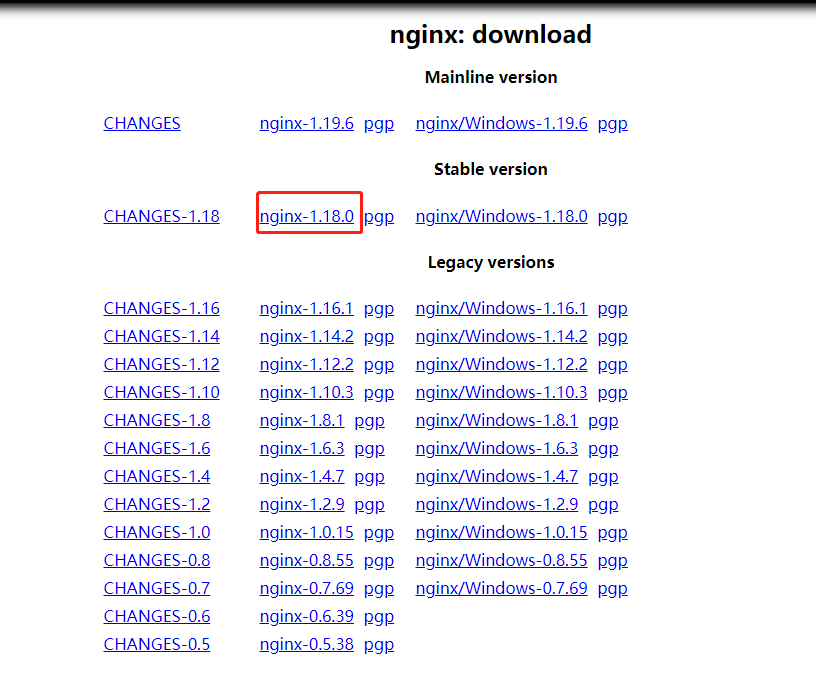 nginx: download
Mainline version
CHANGES nginx-1.19.6 pgp nginx/Windows-1.19.6 pgp
Stable version
CHANGES-1.18 nginx-1.18.0 pgp nginx/Windows-1.18.0 pgp
Legacy versions
CHANGES-1.16 nginx-1.16.1 pgp nginx/Windows-1.16.1 pgp
CHANGES-1.14 nginx-1.14.2 pgp nginx/Windows-1.14.2 pgp
CHANGES-1.12 nginx-1.12.2 pgp nginx/Windows-1.12.2 pgp
CHANGES-1.10 nginx-1.10.3 pgp nginx/Windows-1.10.3 pgp
CHANGES-1.8 nginx-1.8.1 pgp nginx/Windows-1.8.1 pgp
CHANGES-1.6 nginx-1.6.3 pgp nginx/Windows-1.6.3 pgp
CHANGES-1.4 nginx-1.4.7 pgp nginx/Windows-1.4.7 pgp
CHANGES-1.2 nginx-1.2.9 pgp nginx/Windows-1.2.9 pgp
CHANGES-1.0 nginx-1.0.15 pgp nginx/Windows-1.0.15 pgp
CHANGES-0.8 nginx-0.8.55 pgp nginx/Windows-0.8.55 pgp
CHANGES-0.7 nginx-0.7.69 pgp nginx/Windows-0.7.69 pgp
CHANGES-0.6 nginx-0.6.39 pgp
CHANGES-0.5 nginx-0.5.38 pgp